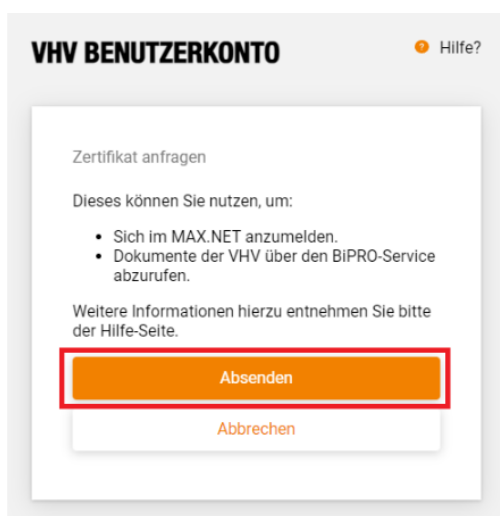 VHV BENUTZERKONTO
? Hilfe?
Zertifikat anfragen
Dieses können Sie nutzen, um:
• Sich im MAX.NET anzumelden.
• Dokumente der VHV über den BiPRO-Service
abzurufen.
Weitere Informationen hierzu entnehmen Sie bitte
der Hilfe-Seite.
Absenden
Abbrechen